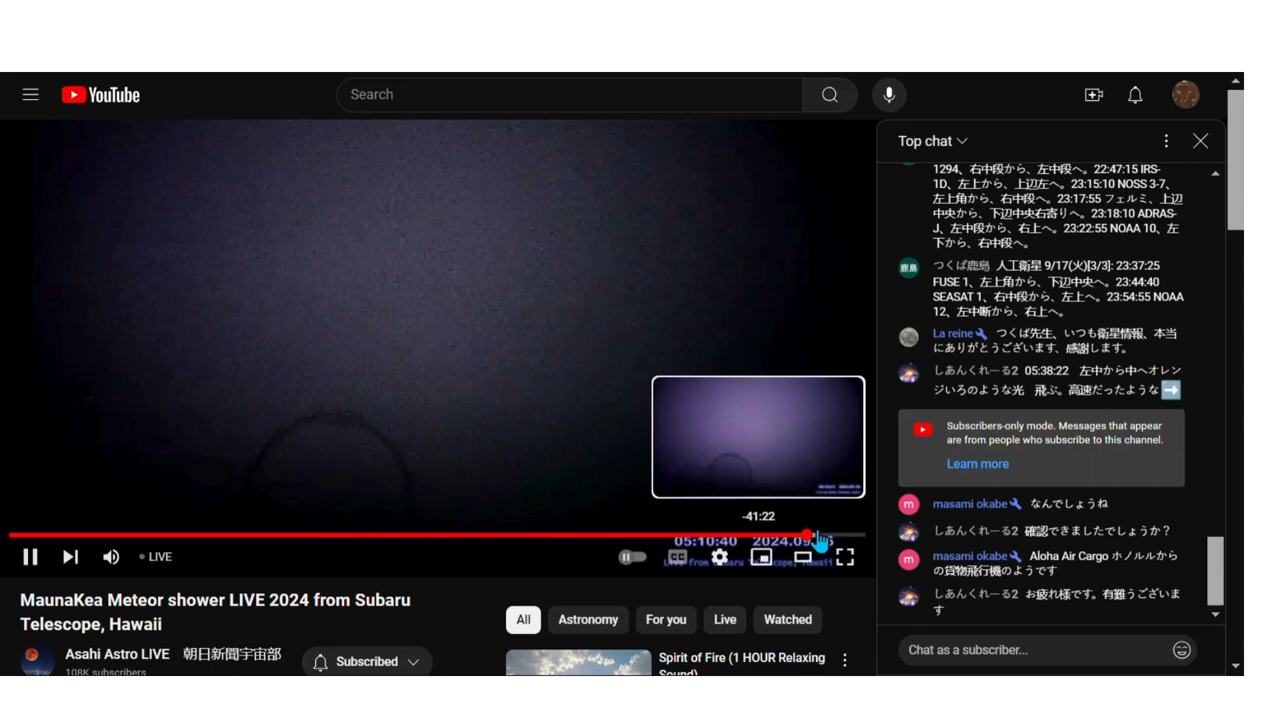 YouTube
Search
Top chat
1294、右中段から、左中段へ。22:47:15 IRS-
1D、左上から、上辺左へ。23:15:10 NOSS 3-7、
左上角から、右中段へ。23:17:55 フェルミ、上辺
中央から、下辺中央右寄りへ。23:18:10 ADRAS-
J、左中段から、右上へ。23:22:55 NOAA 10、左
下から、右中段へ。
鹿島
つくば鹿島 人工衛星 9/17(火)[3/3]: 23:37:25
FUSE 1、左上角から、下辺中央へ。23:44:40
SEASAT 1、右中段から、左上へ。23:54:55 NOAA
12、左中断から、右上へ。
La reine つくば先生、いつも衛星情報、本当
にありがとうございます、感謝します。
しあんくれーる2 05:38:22 左中から中へオレン
ジいろのような光 飛ぶ。高速だったような
Subscribers-only mode. Messages that appear
are from people who subscribe to this channel.
Learn more
m
masami okabe なんでしょうね
しあんくれーる2 確認できましたでしょうか？
m
masami okabe Aloha Air Cargo ホノルルから
の貨物飛行機のようです
しあんくれーる2 お疲れ様です。有難うございま
す
Chat as a subscriber...
-41:22
05:10:40 2024.09.
LIVE
CC
MaunaKea Meteor shower LIVE 2024 from Subaru
Telescope, Hawaii
Asahi Astro LIVE 朝日新聞宇宙部
108K subscribers
Subscribed
All
Astronomy
For you
Live
Watched
Spirit of Fire (1 HOUR Relaxing
Sound)